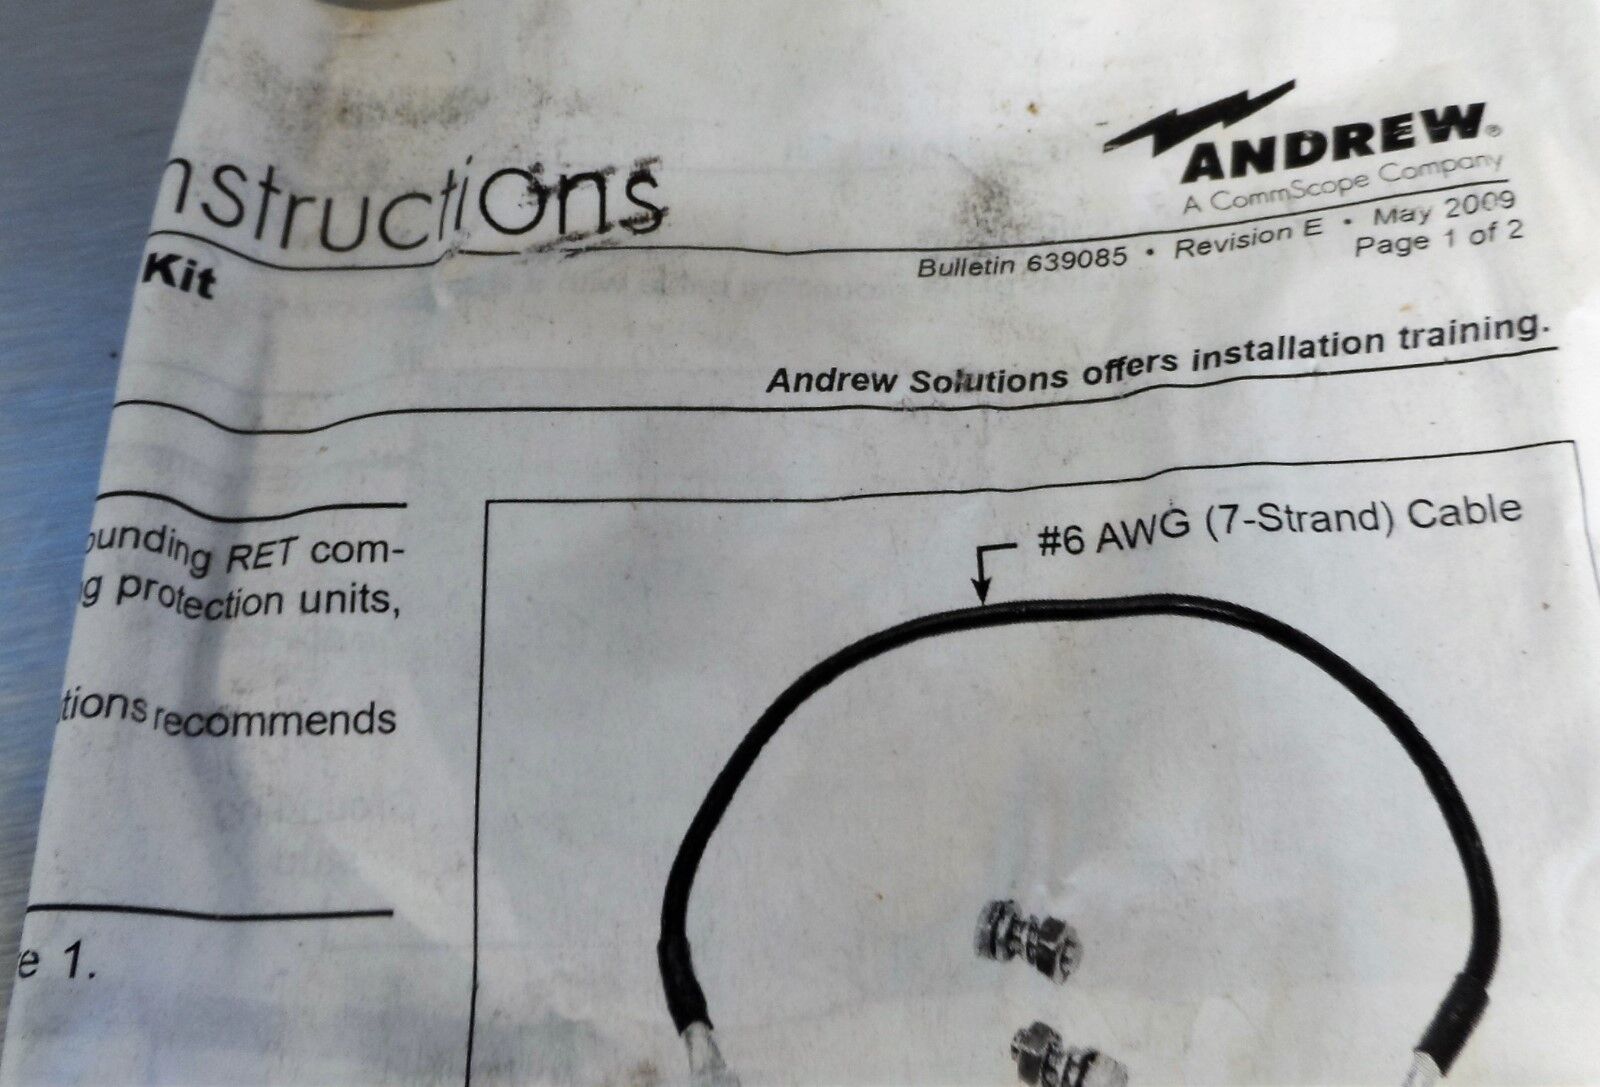 nstructions
ANDREW®
A CommScope Company
Bulletin 639085 • Revision E • May 2009
Page 1 of 2
Kit
Andrew Solutions offers installation training.
ounding RET com-
g protection units,
tions recommends
e 1.
#6 AWG (7-Strand) Cable